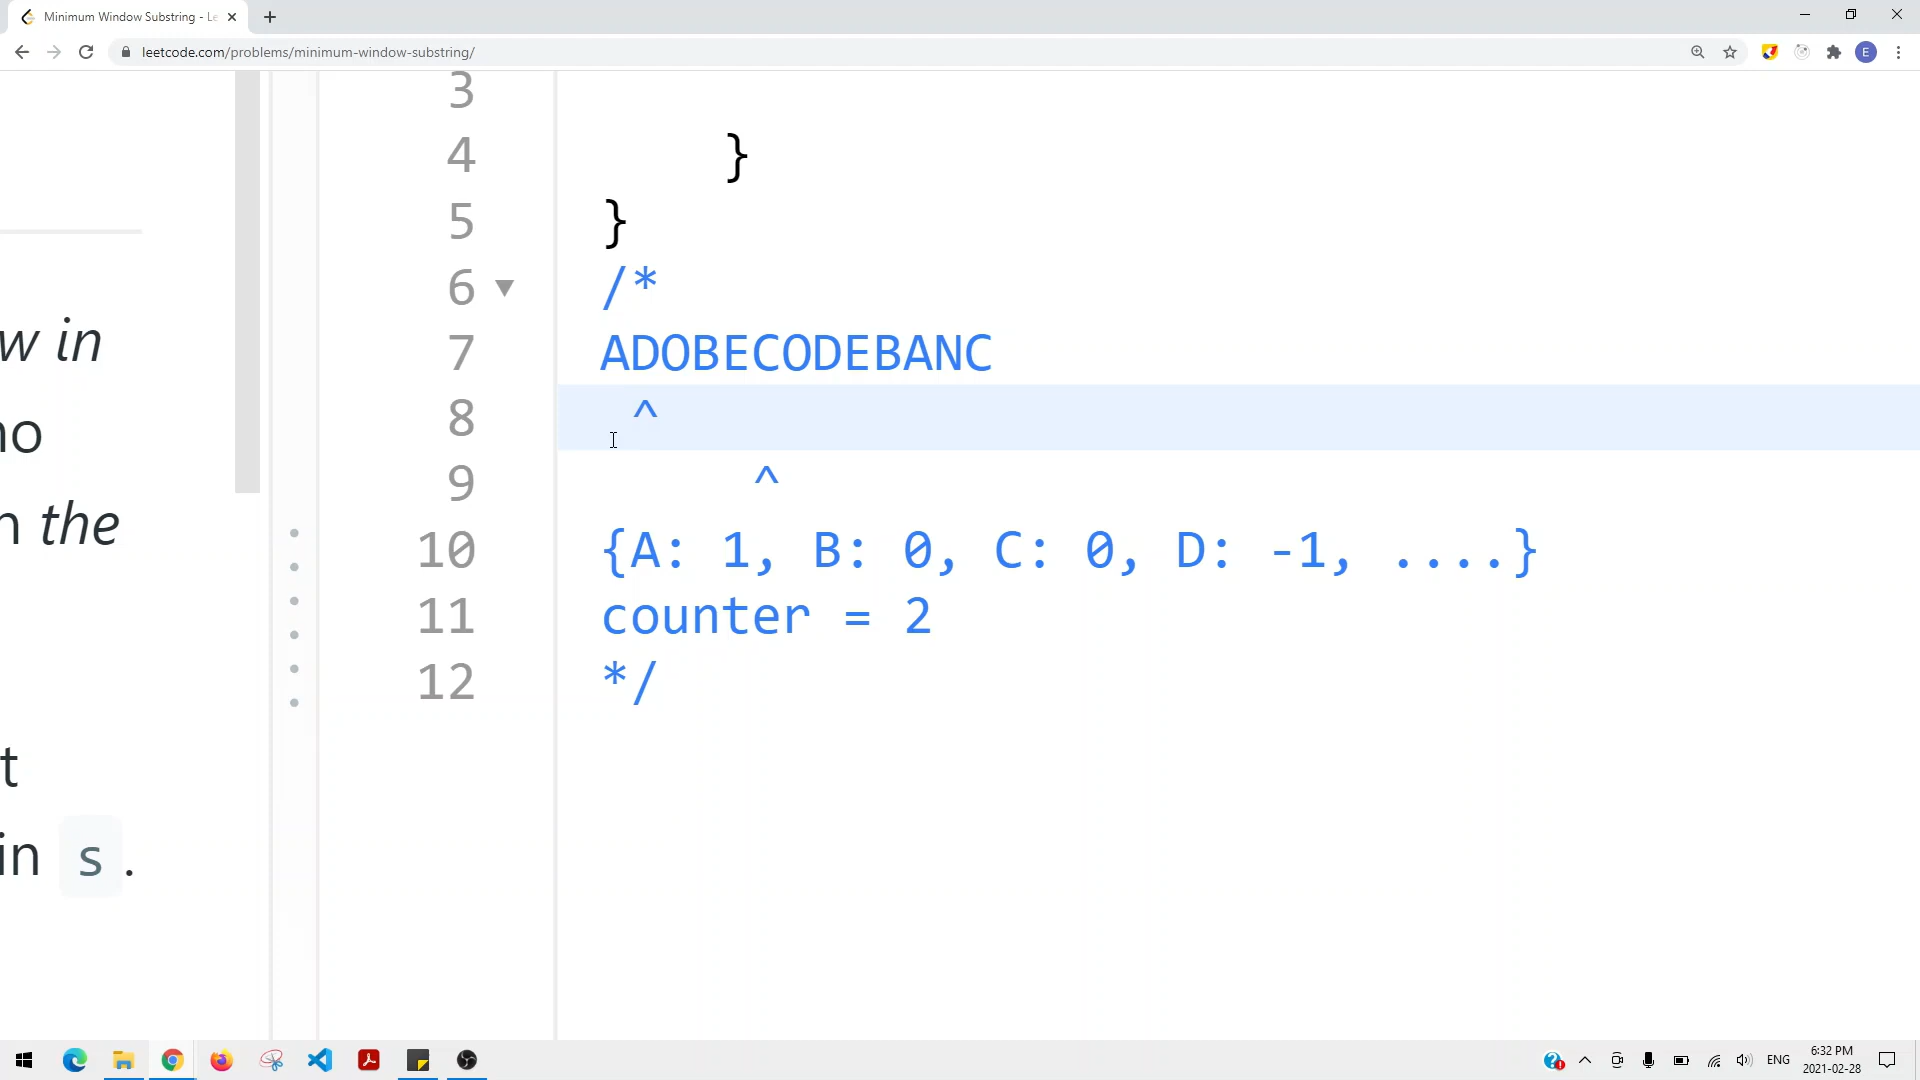 Minimum Window Substring - Le
leetcode.com/problems/minimum-window-substring/
E
w in
no
n the
t
in s.
3
4 }
5 }
6 /*
7 ADOBECODEBANC
8 ^
9 ^
10 {A: 1, B: 0, C: 0, D: -1, ....}
11 counter = 2
12 */
ENG
6:32 PM
2021-02-28